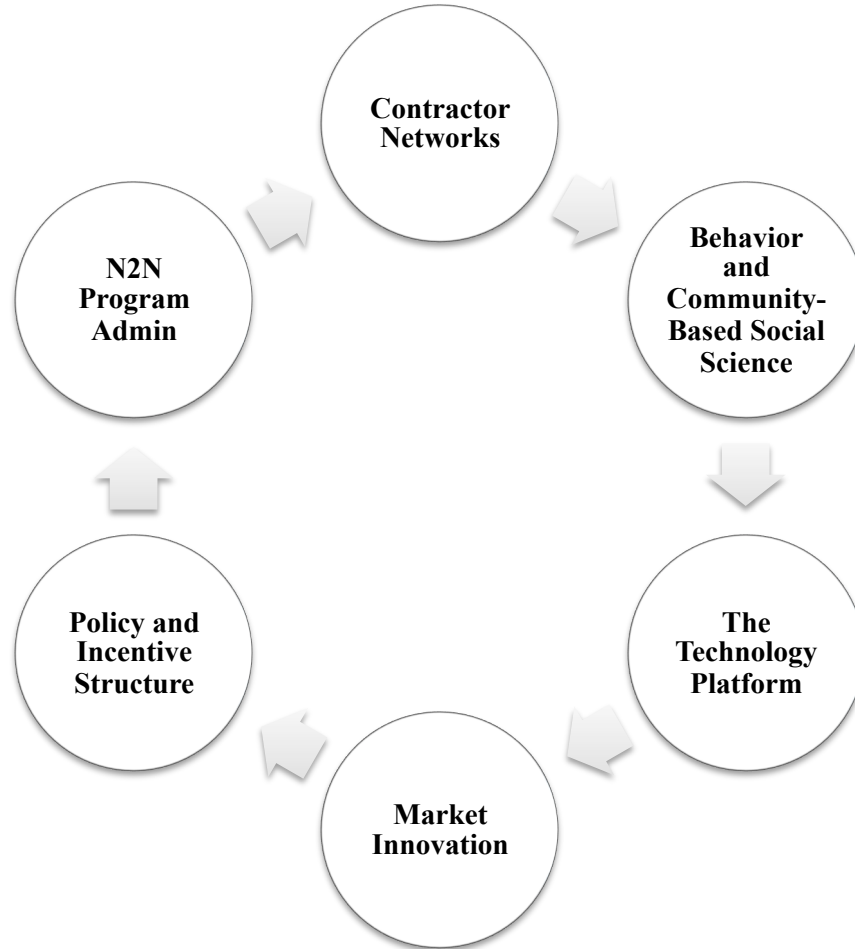 Contractor
Networks
Behavior
and
Community-
Based Social
Science
The
Technology
Platform
Market
Innovation
Policy and
Incentive
Structure
N2N
Program
Admin